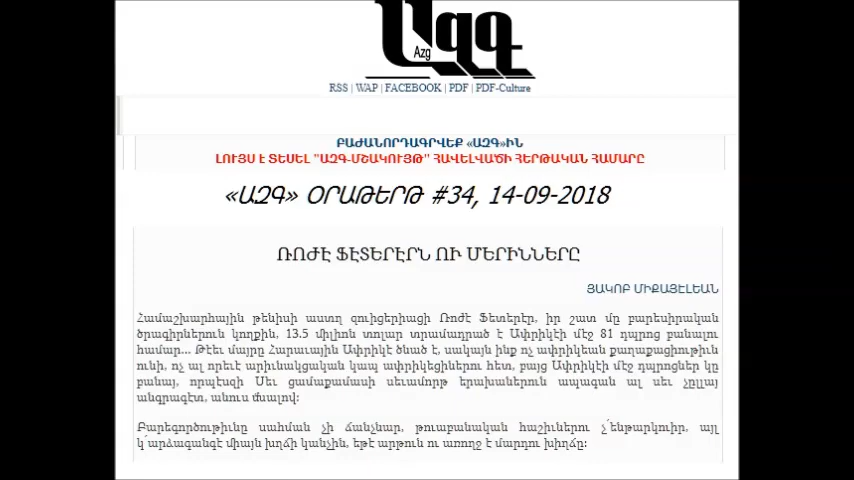 Ազգ
Azg
RSS | WAP | FACEBOOK | PDF | PDF-Culture
ԲԱԺԱՆՈՐԴԱԳՐՎԵՔ «ԱԶԳ»ԻՆ
ԼՈՒՅՍ Է ՏԵՍԵԼ "ԱԶԳ-ՄՇԱԿՈՒՅԹ" ՀԱՎԵԼՎԱԾԻ ՀԵՐԹԱԿԱՆ ՀԱՄԱՐԸ
«ԱԶԳ» ՕՐԱԹԵՐԹ #34, 14-09-2018
ՌՈԺԷ ՖԷՏԵՐԷՐՆ ՈՒ ՄԵՐԻՆՆԵՐԸ
ՅԱԿՈԲ ՄԻՔԱՅԷԼԵԱՆ
Համաշխարհային թենիսի աստղ զուիցերիացի Ռոժէ Ֆետերէր, իր շատ մը բարեսիրական
ծրագիրներուն կողքին, 13.5 միլիոն տոլար տրամադրած է Ափրիկէի մէջ 81 դպրոց բանալու
համար... Թէեւ մայրը Հարաւային Ափրիկէ ծնած է, սակայն ինք ոչ ափրիկեան քաղաքացիութիւն
ունի, ոչ ալ որեւէ արիւնակցական կապ ափրիկեցիներու հետ, բայց Ափրիկէի մէջ դպրոցներ կը
բանայ, որպէսզի Սեւ ցամաքամասի սեւամորթ երախաներուն ապագան ալ սեւ չըլլայ
անգրագէտ, անուս մնալով:
Բարեգործութիւնը սահման չի ճանչնար, թուաբանական հաշիւներու չ՛ենթարկուիր, այլ
կ՛արձագանգէ միայն խղճի կանչին, եթէ արթուն ու առողջ է մարդու խիղճը: